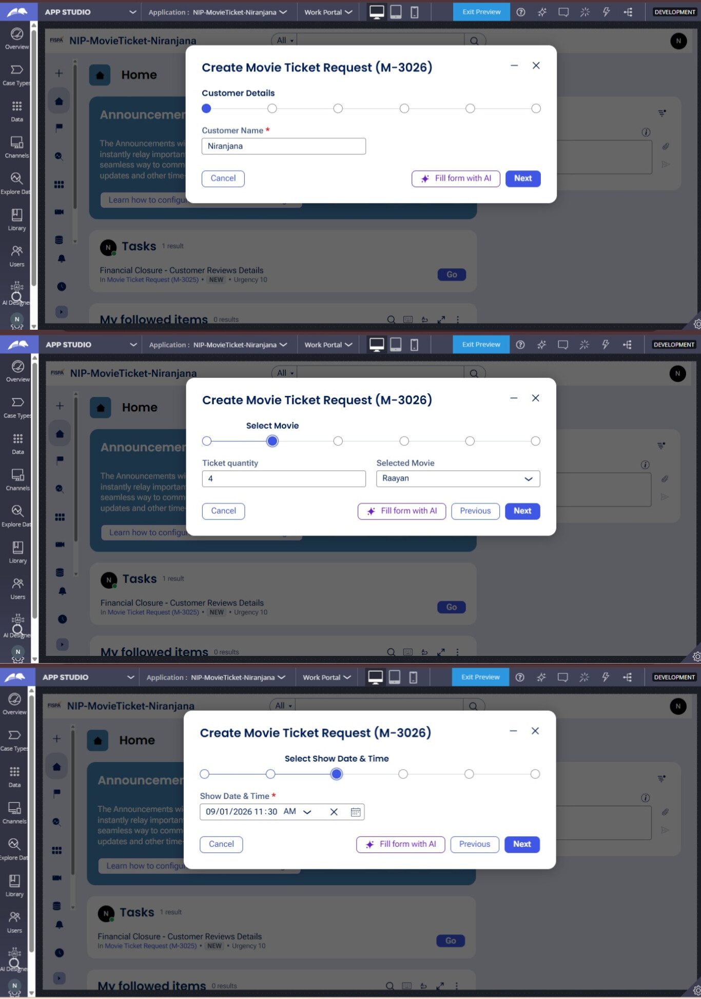 APP STUDIO
Application : NIP-MovieTicket-Niranjana
Work Portal
Exit Preview
DEVELOPMENT
Overview
Case Types
Data
Channels
Explore Dat
Library
Users
AI
AI Designe
N
FISPA NIP-MovieTicket-Niranjana
All
N
Home
Announcemen
The Announcements wi
instantly relay importan
seamless way to comm
updates and other time-
Learn how to configu
Create Movie Ticket Request (M-3026)
Customer Details
Customer Name *
Niranjana
Cancel
Fill form with AI
Next
N
Tasks 1 result
Financial Closure - Customer Reviews Details
In Movie Ticket Request (M-3025) • NEW • Urgency 10
Go
My followed items 0 results
APP STUDIO
Application : NIP-MovieTicket-Niranjana
Work Portal
Exit Preview
DEVELOPMENT
Overview
Case Types
Data
Channels
Explore Dat
Library
Users
AI
AI Designe
N
FISPA NIP-MovieTicket-Niranjana
All
N
Home
Announcemen
The Announcements wi
instantly relay importan
seamless way to comm
updates and other time-
Learn how to configu
Create Movie Ticket Request (M-3026)
Select Movie
Ticket quantity
4
Selected Movie
Raayan
Cancel
Fill form with AI
Previous
Next
N
Tasks 1 result
Financial Closure - Customer Reviews Details
In Movie Ticket Request (M-3025) • NEW • Urgency 10
Go
My followed items 0 results
APP STUDIO
Application : NIP-MovieTicket-Niranjana
Work Portal
Exit Preview
DEVELOPMENT
Overview
Case Types
Data
Channels
Explore Dat
Library
Users
AI
AI Designe
N
FISPA NIP-MovieTicket-Niranjana
All
N
Home
Announcemen
The Announcements wi
instantly relay importan
seamless way to comm
updates and other time-
Learn how to configu
Create Movie Ticket Request (M-3026)
Select Show Date & Time
Show Date & Time *
09/01/2026 11:30 AM
Cancel
Fill form with AI
Previous
Next
N
Tasks 1 result
Financial Closure - Customer Reviews Details
In Movie Ticket Request (M-3025) • NEW • Urgency 10
Go
My followed items 0 results